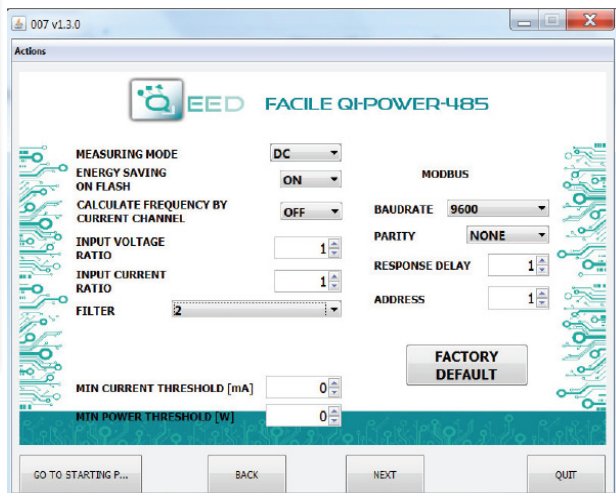 007 v1.3.0
Actions
QEED FACILE QI-POWER-485
MEASURING MODE DC
ENERGY SAVING
ON FLASH ON
CALCULATE FREQUENCY BY
CURRENT CHANNEL OFF
INPUT VOLTAGE
RATIO 1
INPUT CURRENT
RATIO 1
FILTER 2
MIN CURRENT THRESHOLD [mA] 0
MIN POWER THRESHOLD [W] 0
MODBUS
BAUDRATE 9600
PARITY NONE
RESPONSE DELAY 1
ADDRESS 1
FACTORY
DEFAULT
GO TO STARTING P... BACK NEXT QUIT